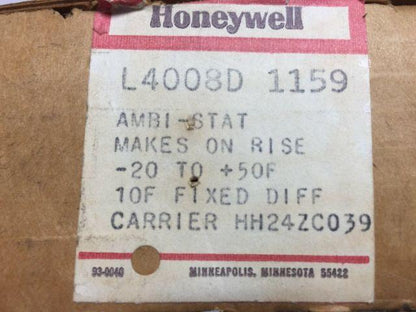 Honeywell
L4008D 1159
AMBI-STAT
MAKES ON RISE
-20 TO +50F
10F FIXED DIFF
CARRIER HH24ZC039
93-0040 MINNEAPOLIS, MINNESOTA 55422